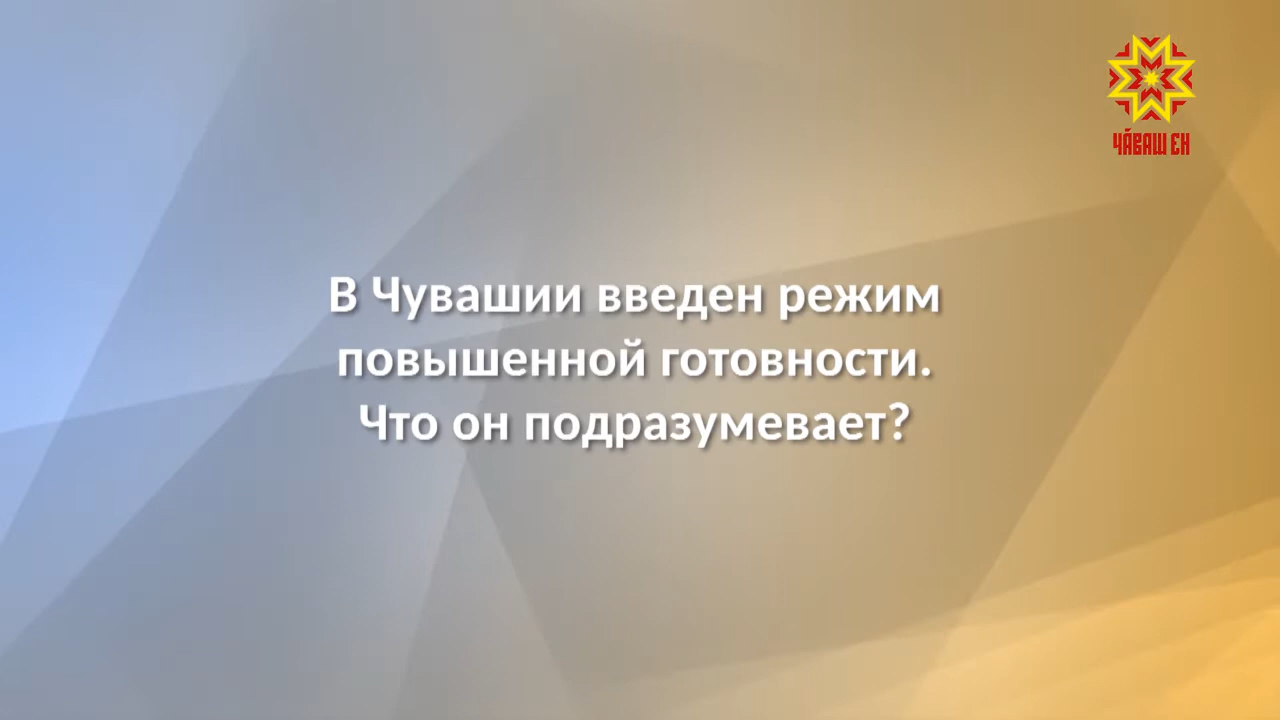 ЧӐВАШ ЕН
В Чувашии введен режим
повышенной готовности.
Что он подразумевает?